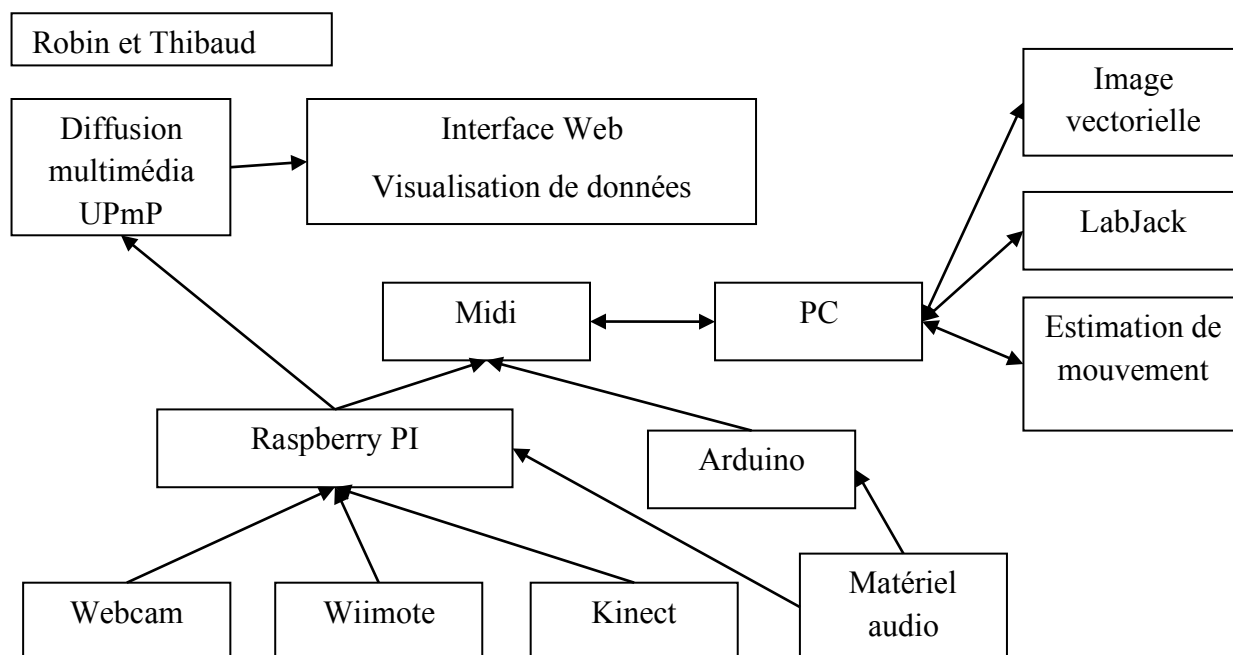 Robin et Thibaud
Diffusion
multimédia
UPmP
Interface Web
Visualisation de données
Image
vectorielle
LabJack
Midi
PC
Estimation de
mouvement
Raspberry PI
Arduino
Webcam
Wiimote
Kinect
Matériel
audio